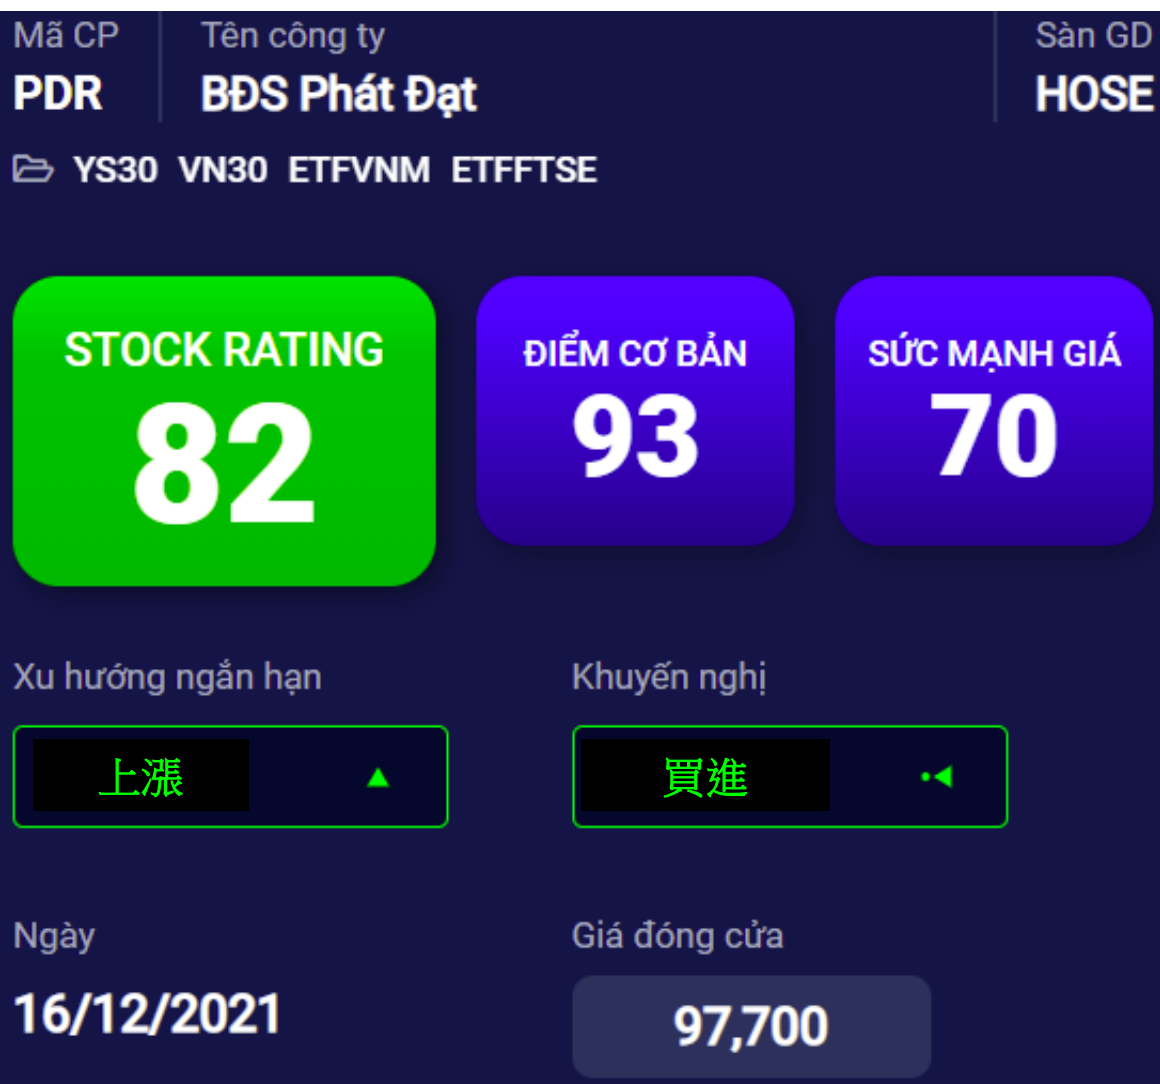 Mã CP Tên công ty Sàn GD
PDR BĐS Phát Đạt HOSE
YS30 VN30 ETFVNM ETFFTSE
STOCK RATING ĐIỂM CƠ BẢN SỨC MẠNH GIÁ
82 93 70
Xu hướng ngắn hạn Khuyến nghị
上漲 買進
Ngày Giá đóng cửa
16/12/2021 97,700